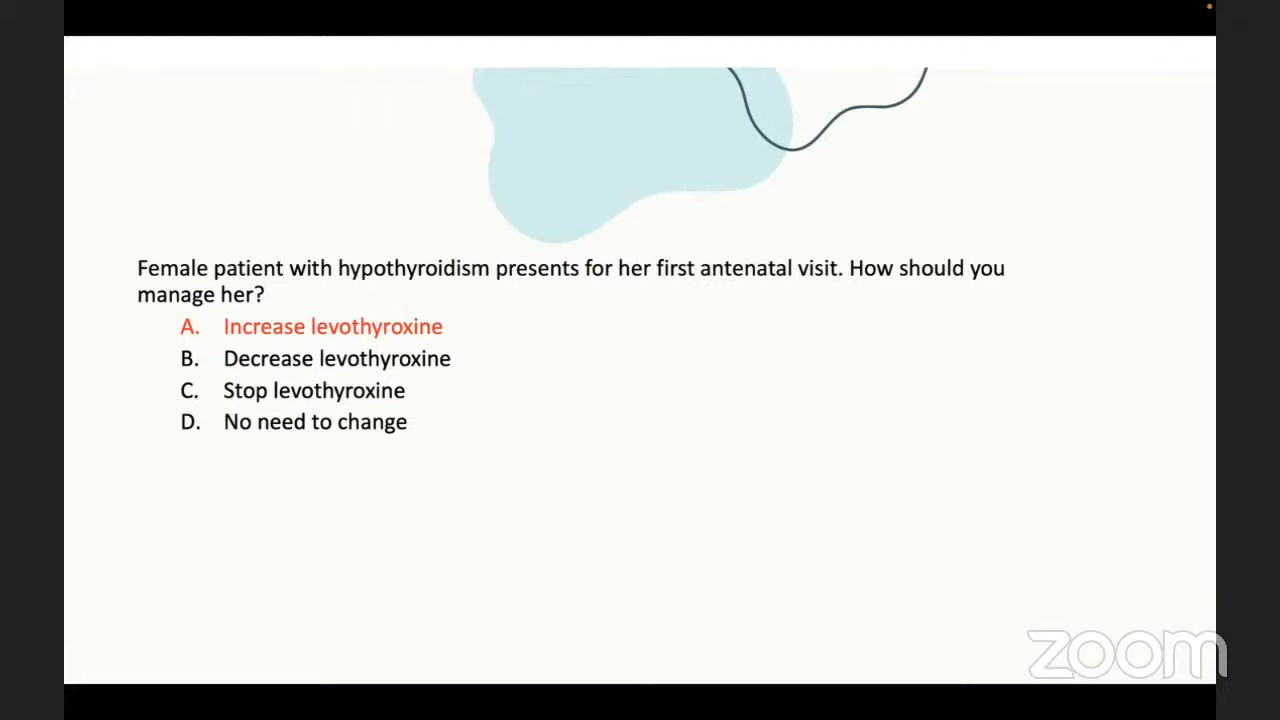 Female patient with hypothyroidism presents for her first antenatal visit. How should you
manage her?
A. Increase levothyroxine
B. Decrease levothyroxine
C. Stop levothyroxine
D. No need to change
zoom